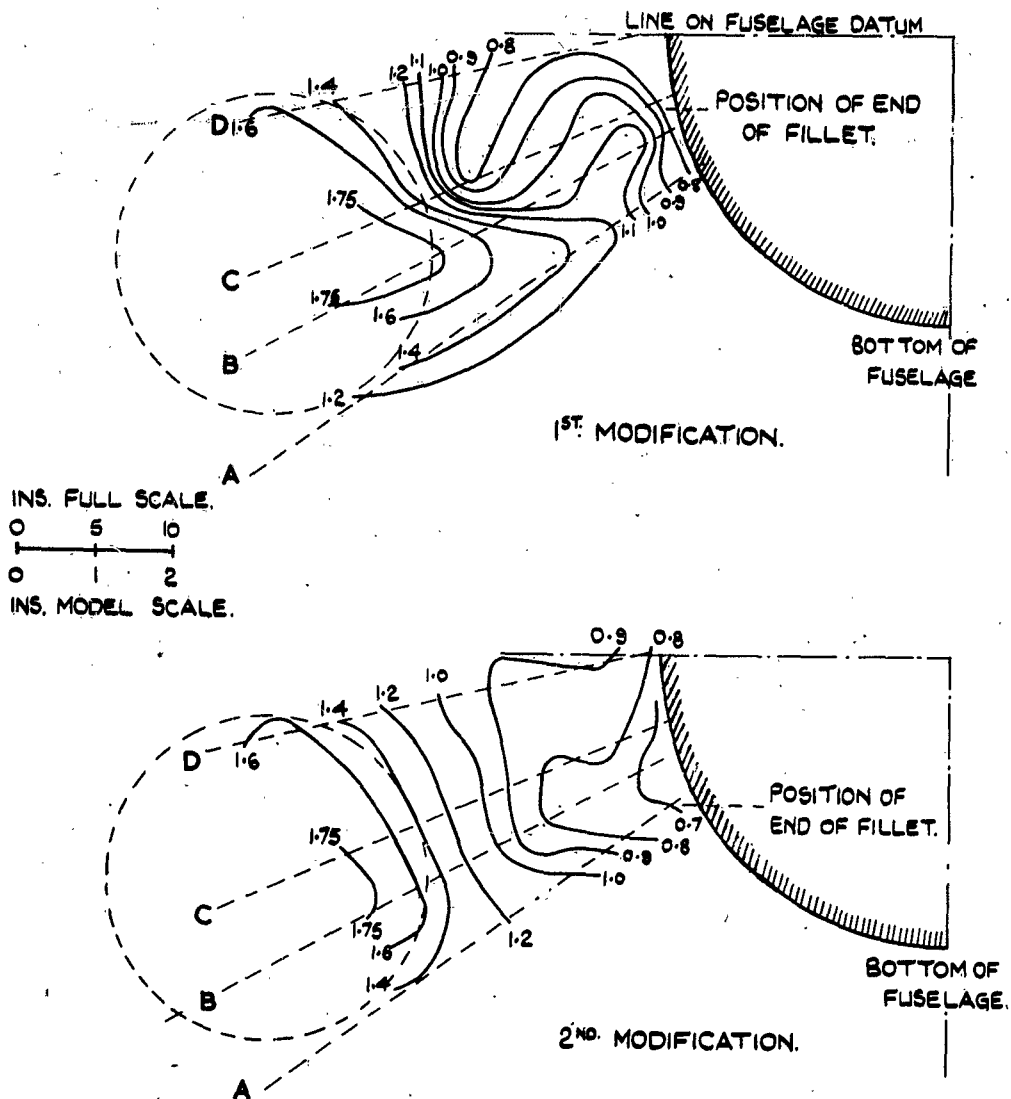 LINE ON FUSELAGE DATUM
0.8
0.9
1.0
1.1
1.2
1.4
D
1.6
POSITION OF END
OF FILLET.
1.75
0.8
0.9
1.0
1.1
C
1.75
1.6
B
1.4
1.2
BOTTOM OF
FUSELAGE
1ST. MODIFICATION.
A
INS. FULL SCALE.
0 5 10
0 1 2
INS. MODEL SCALE.
0.9
0.8
1.0
1.2
1.4
D
1.6
POSITION OF
END OF FILLET.
0.7
1.75
0.8
0.9
1.0
C
1.75
1.2
1.6
1.4
B
BOTTOM OF
FUSELAGE.
2ND. MODIFICATION.
A